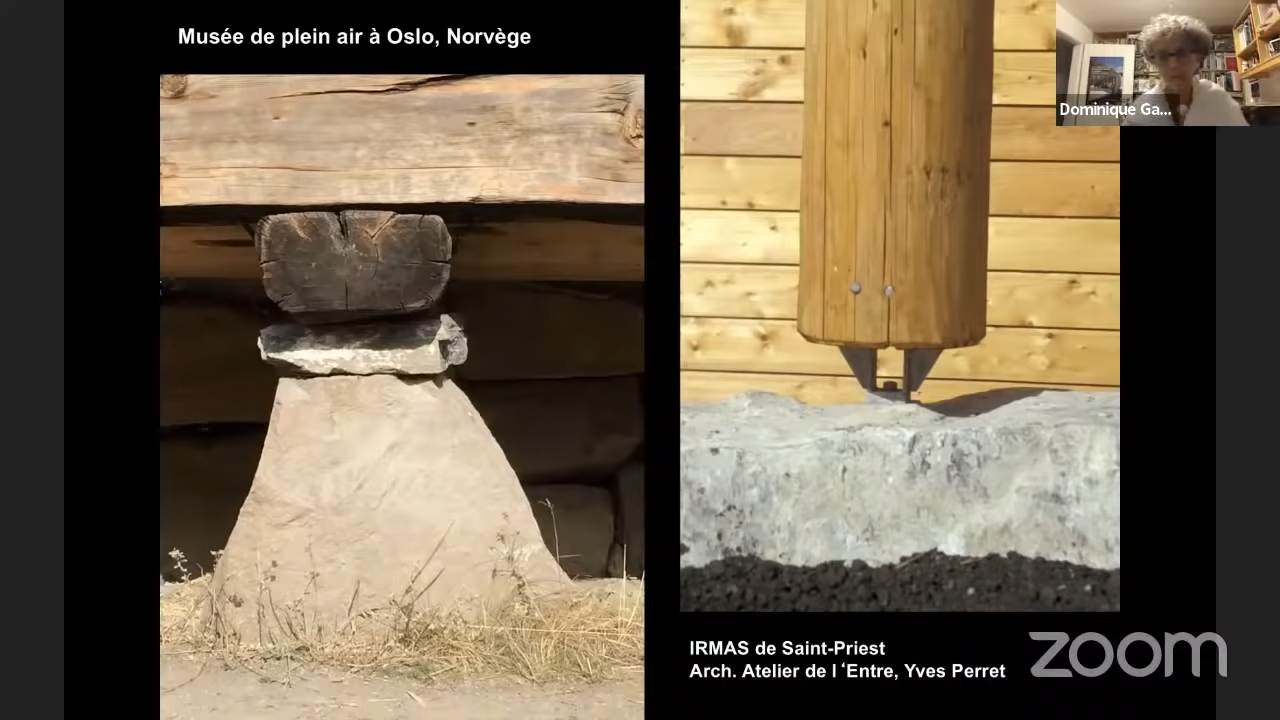 Musée de plein air à Oslo, Norvège
Dominique Ga...
IRMAS de Saint-Priest
Arch. Atelier de l ‘Entre, Yves Perret
zoom